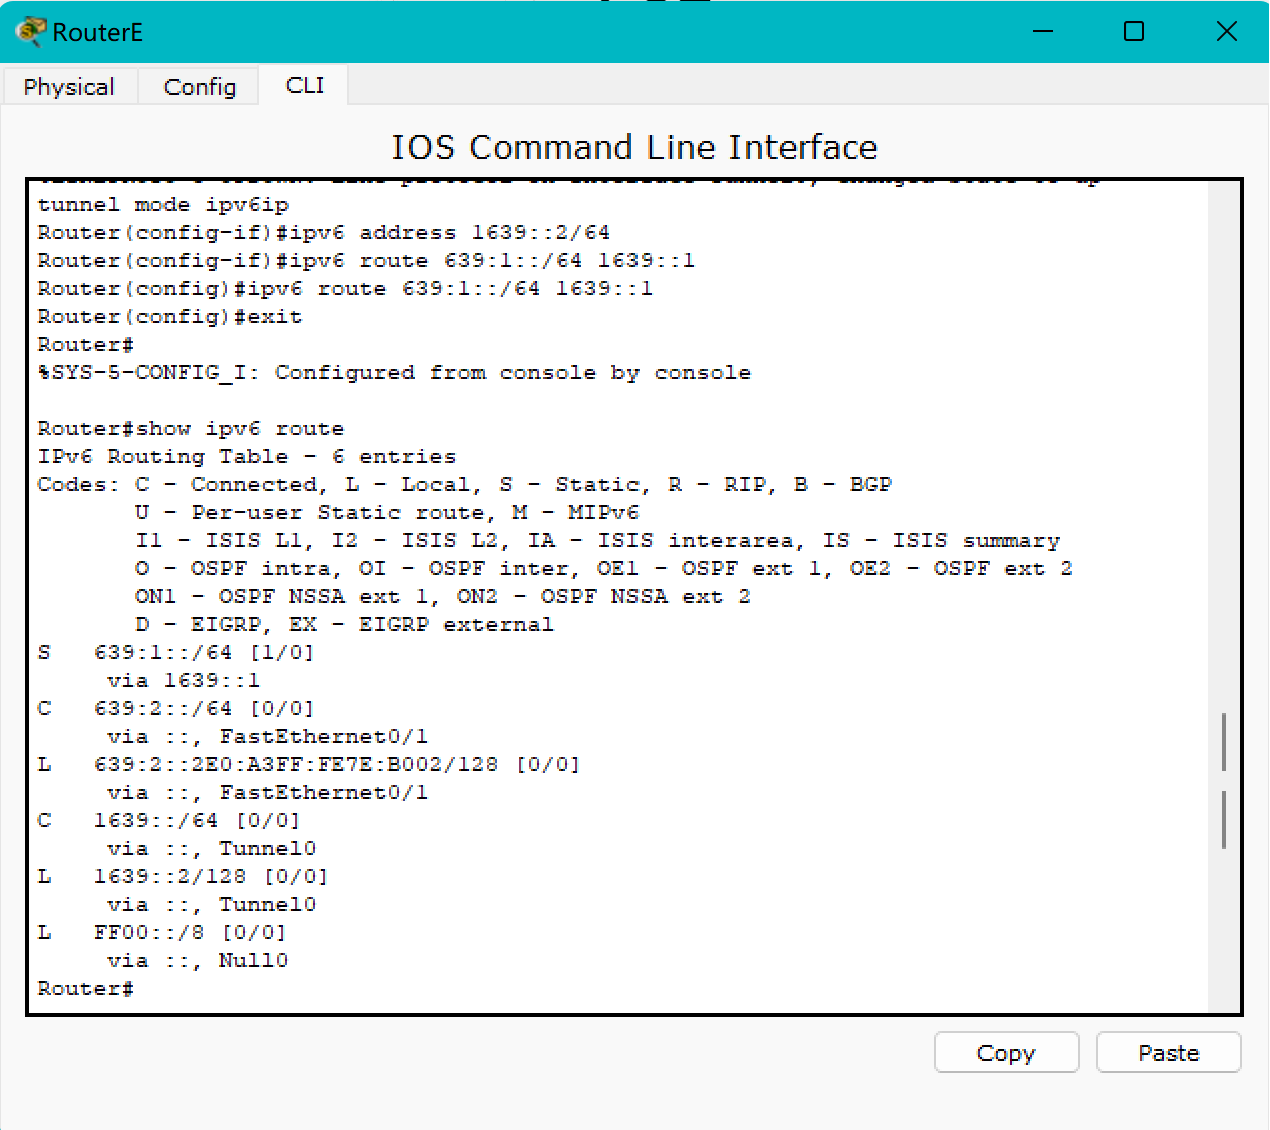 RouterE
Physical Config CLI
IOS Command Line Interface
tunnel mode ipv6ip
Router(config-if)#ipv6 address 1639::2/64
Router(config-if)#ipv6 route 639:1::/64 1639::1
Router(config)#ipv6 route 639:1::/64 1639::1
Router(config)#exit
Router#
%SYS-5-CONFIG_I: Configured from console by console
Router#show ipv6 route
IPv6 Routing Table - 6 entries
Codes: C - Connected, L - Local, S - Static, R - RIP, B - BGP
U - Per-user Static route, M - MIPv6
I1 - ISIS L1, I2 - ISIS L2, IA - ISIS interarea, IS - ISIS summary
O - OSPF intra, OI - OSPF inter, OE1 - OSPF ext 1, OE2 - OSPF ext 2
ON1 - OSPF NSSA ext 1, ON2 - OSPF NSSA ext 2
D - EIGRP, EX - EIGRP external
S 639:1::/64 [1/0]
via 1639::1
C 639:2::/64 [0/0]
via ::, FastEthernet0/1
L 639:2::2E0:A3FF:FE7E:B002/128 [0/0]
via ::, FastEthernet0/1
C 1639::/64 [0/0]
via ::, Tunnel0
L 1639::2/128 [0/0]
via ::, Tunnel0
L FF00::/8 [0/0]
via ::, Null0
Router#
Copy Paste